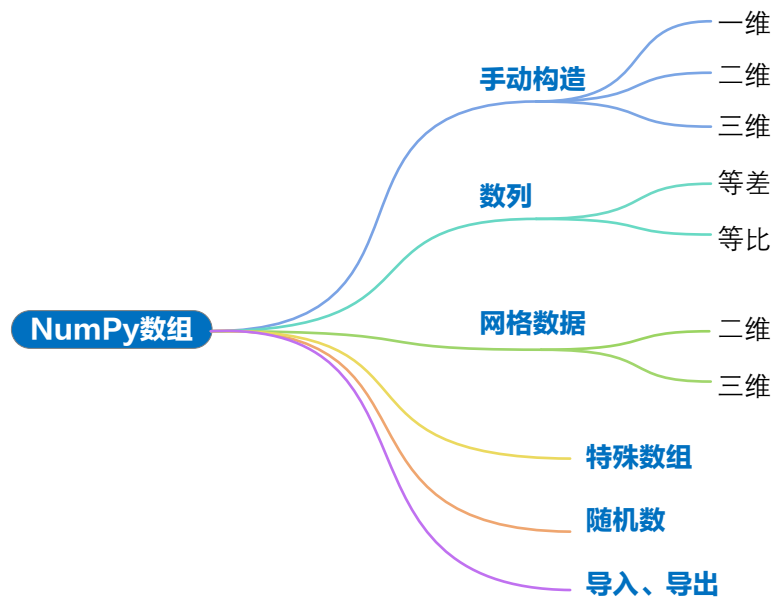 NumPy数组
手动构造
一维
二维
三维
数列
等差
等比
网格数据
二维
三维
特殊数组
随机数
导入、导出